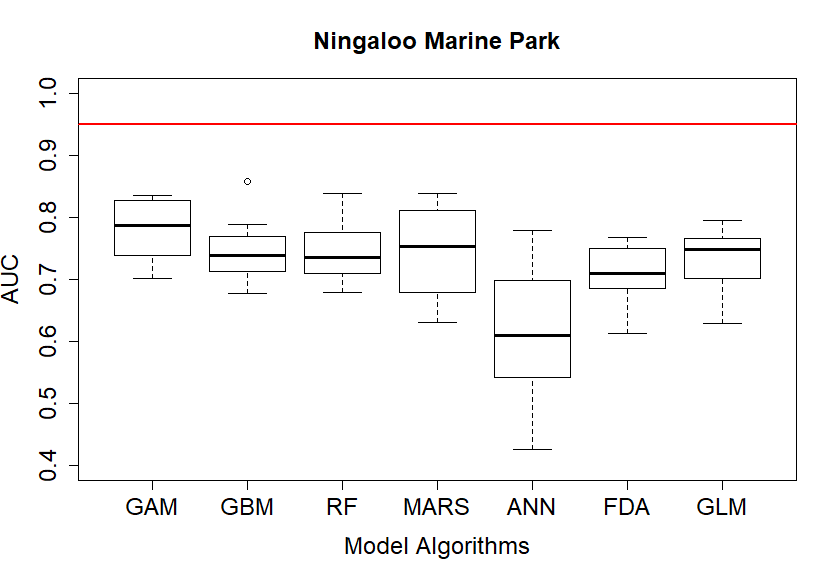 Ningaloo Marine Park
AUC
1.0
0.9
0.8
0.7
0.6
0.5
0.4
GAM GBM RF MARS ANN FDA GLM
Model Algorithms